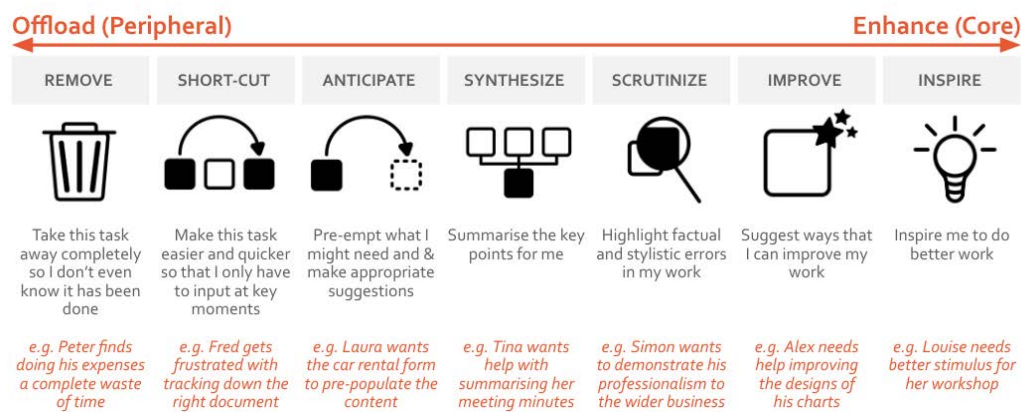 Offload (Peripheral)
Enhance (Core)
REMOVE
SHORT-CUT
ANTICIPATE
SYNTHESIZE
SCRUTINIZE
IMPROVE
INSPIRE
Take this task
away completely
so I don't even
know it has been
done
Make this task
easier and quicker
so that I only have
to input at key
moments
Pre-empt what I
might need and &
make appropriate
suggestions
Summarise the key
points for me
Highlight factual
and stylistic errors
in my work
Suggest ways that
I can improve my
work
Inspire me to do
better work
e.g. Peter finds
doing his expenses
a complete waste
of time
e.g. Fred gets
frustrated with
tracking down the
right document
e.g. Laura wants
the car rental form
to pre-populate the
content
e.g. Tina wants
help with
summarising her
meeting minutes
e.g. Simon wants
to demonstrate his
professionalism to
the wider business
e.g. Alex needs
help improving
the designs of
his charts
e.g. Louise needs
better stimulus for
her workshop